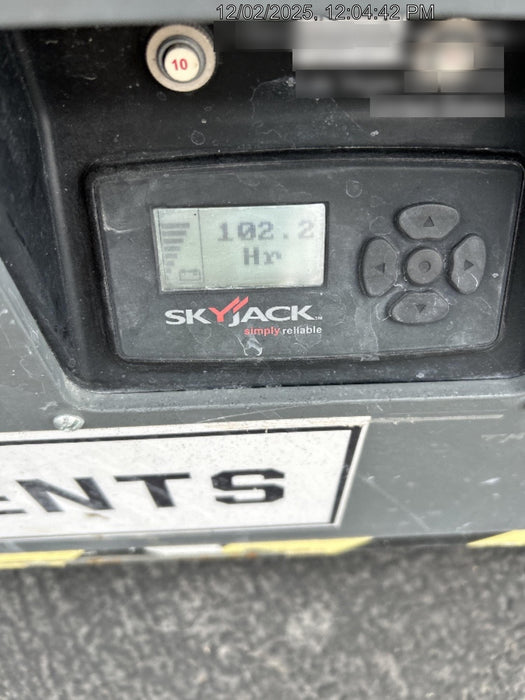 12/02/2025, 12:04:42 PM
10
102.2
Hr
SKYJACK
simply reliable
ENTS